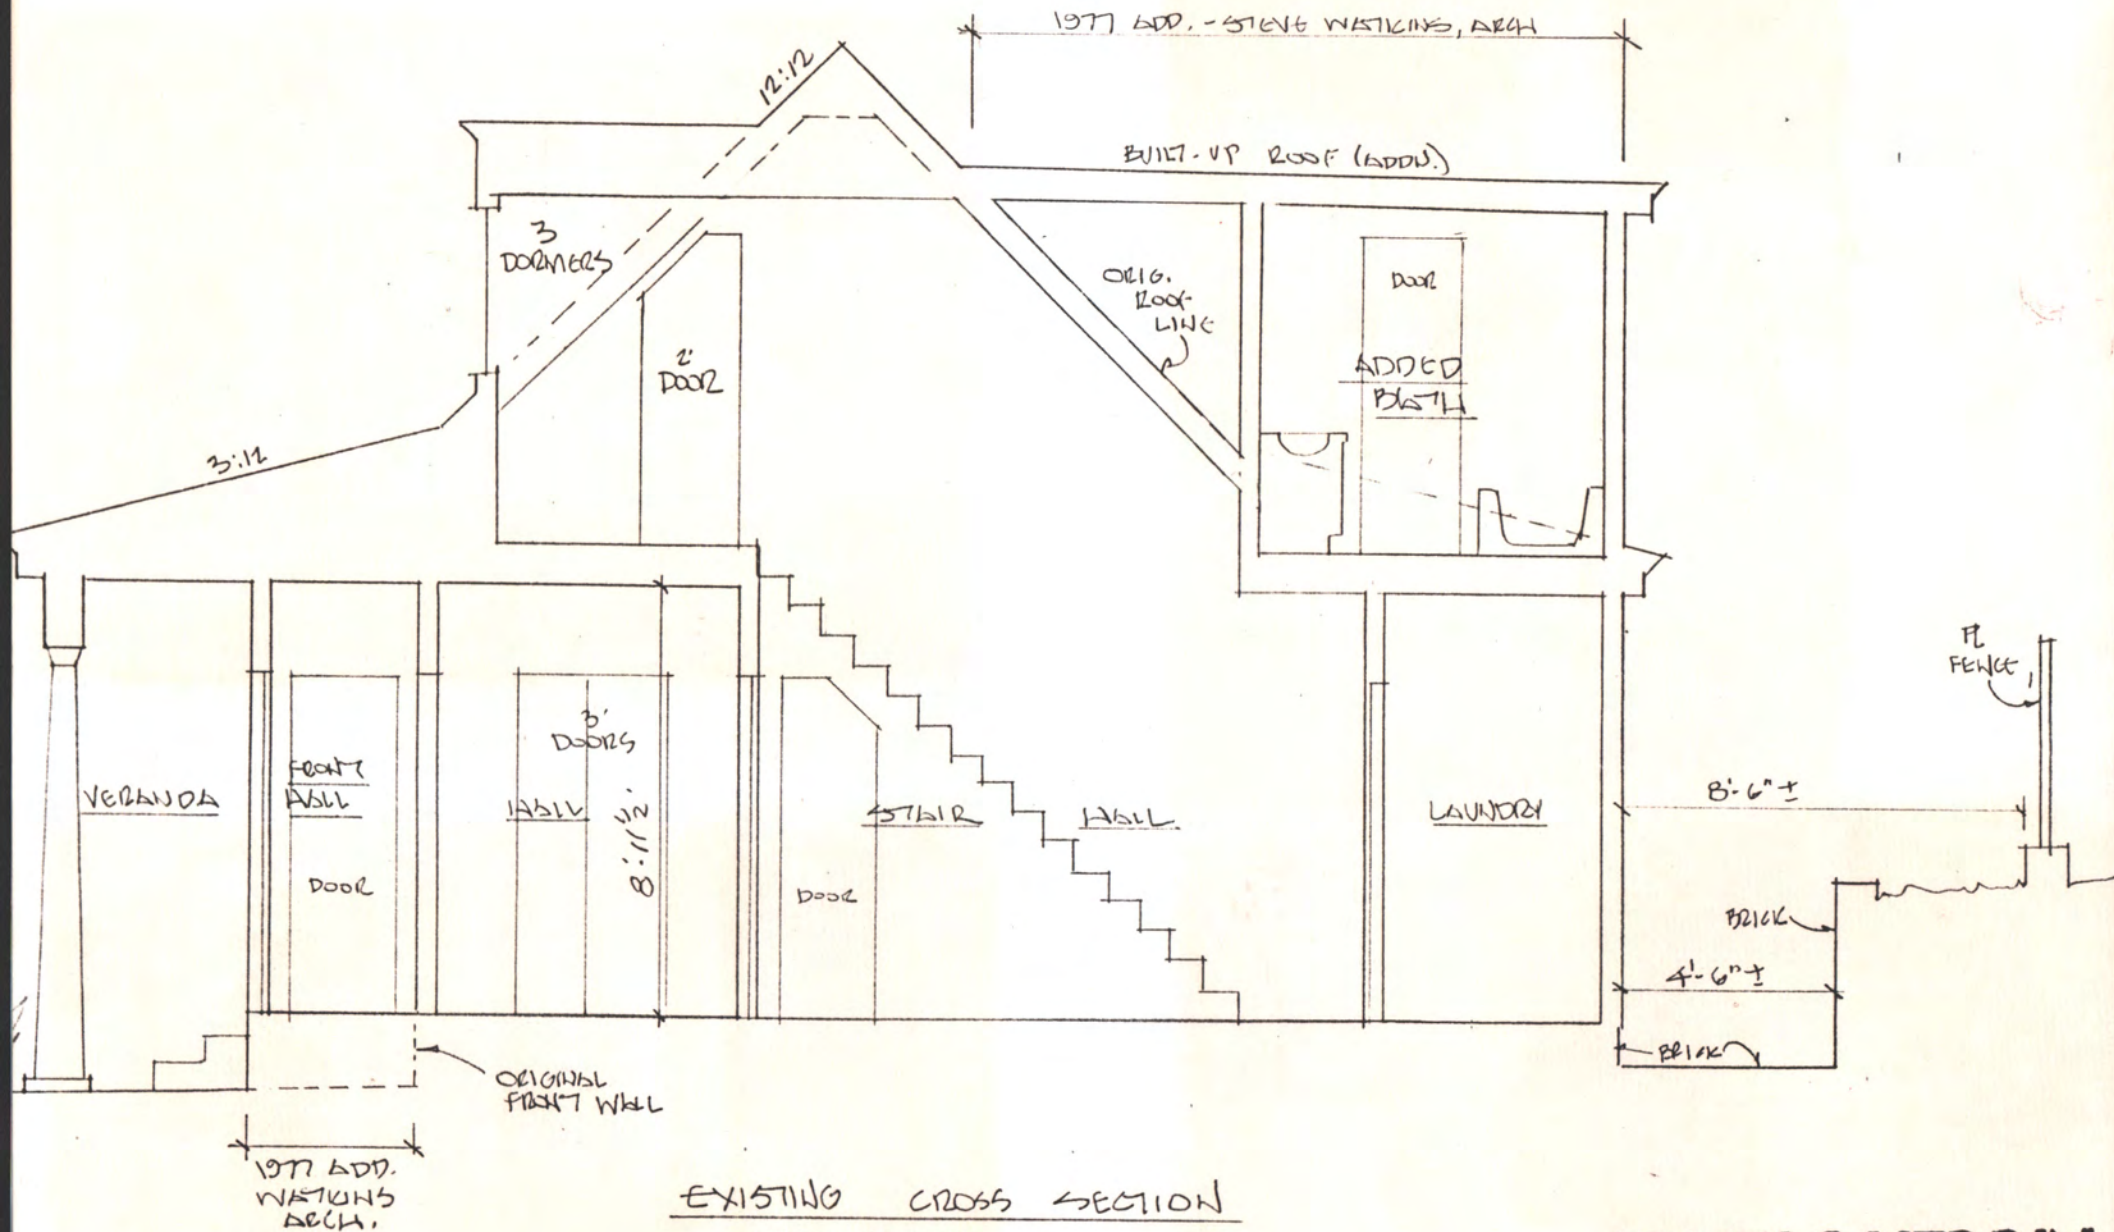 1977 ADD. - STEVE WATKINS, ARCH
12:12
BUILT-UP ROOF (ADDN.)
3
DORMERS
ORIG.
ROOF
LINE
DOOR
2'
DOOR
ADDED
BATH
3:12
PL
FENCE
3'
DOORS
FRONT
HALL
VERANDA
HALL
8'-11 1/2"
STAIR
HALL
LAUNDRY
8'-6" ±
DOOR
DOOR
BRICK
4'-6" ±
BRICK
ORIGINAL
FRONT WALL
1977 ADD.
WATKINS
ARCH.
EXISTING CROSS SECTION